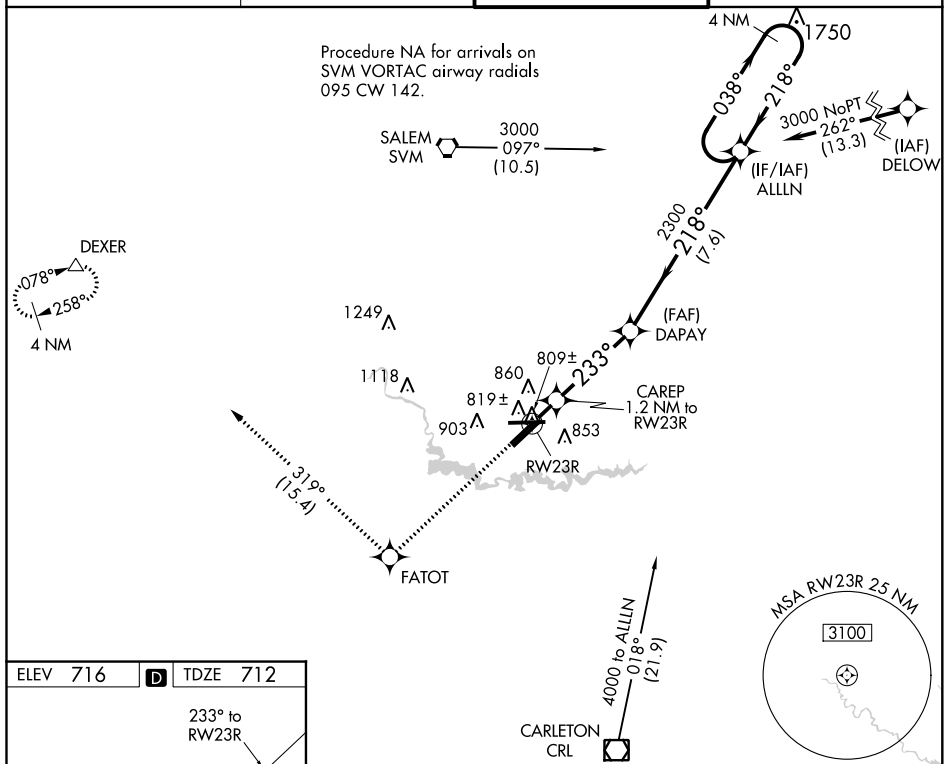 4 NM
1750
Procedure NA for arrivals on
SVM VORTAC airway radials
095 CW 142.
038°
218°
3000 NoPT
262°
(13.3)
(IAF)
DELOW
SALEM
SVM
3000
097°
(10.5)
(IF/IAF)
ALLLN
2300
218°
(7.6)
DEXER
078°
258°
4 NM
1249
(FAF)
DAPAY
809±
233°
860
1118
819±
CAREP
1.2 NM to
RW23R
903
853
RW23R
319°
(15.4)
FATOT
MSA RW23R 25 NM
3100
4000 to ALLLN
018°
(21.9)
ELEV 716 D TDZE 712
233° to
RW23R
CARLETON
CRL